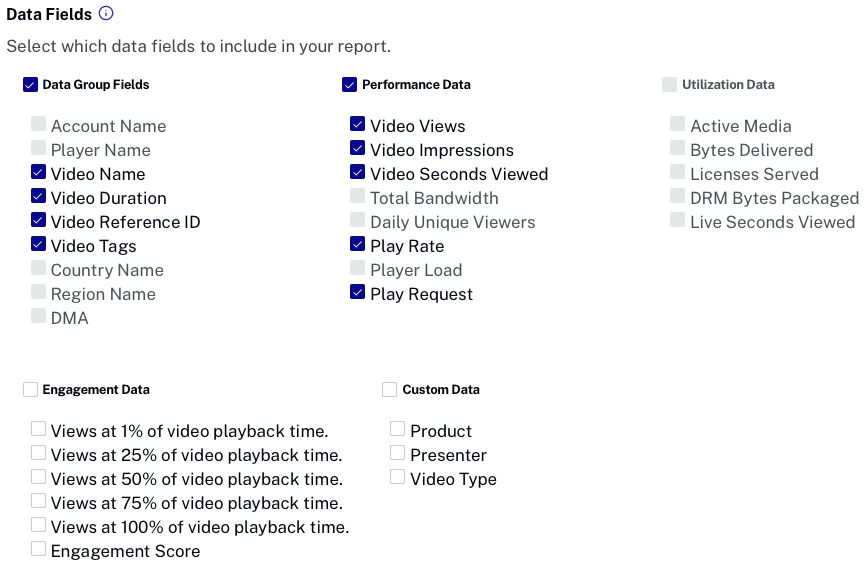 Data Fields
Select which data fields to include in your report.
Data Group Fields
Account Name
Player Name
Video Name
Video Duration
Video Reference ID
Video Tags
Country Name
Region Name
DMA
Performance Data
Video Views
Video Impressions
Video Seconds Viewed
Total Bandwidth
Daily Unique Viewers
Play Rate
Player Load
Play Request
Utilization Data
Active Media
Bytes Delivered
Licenses Served
DRM Bytes Packaged
Live Seconds Viewed
Engagement Data
Views at 1% of video playback time.
Views at 25% of video playback time.
Views at 50% of video playback time.
Views at 75% of video playback time.
Views at 100% of video playback time.
Engagement Score
Custom Data
Product
Presenter
Video Type